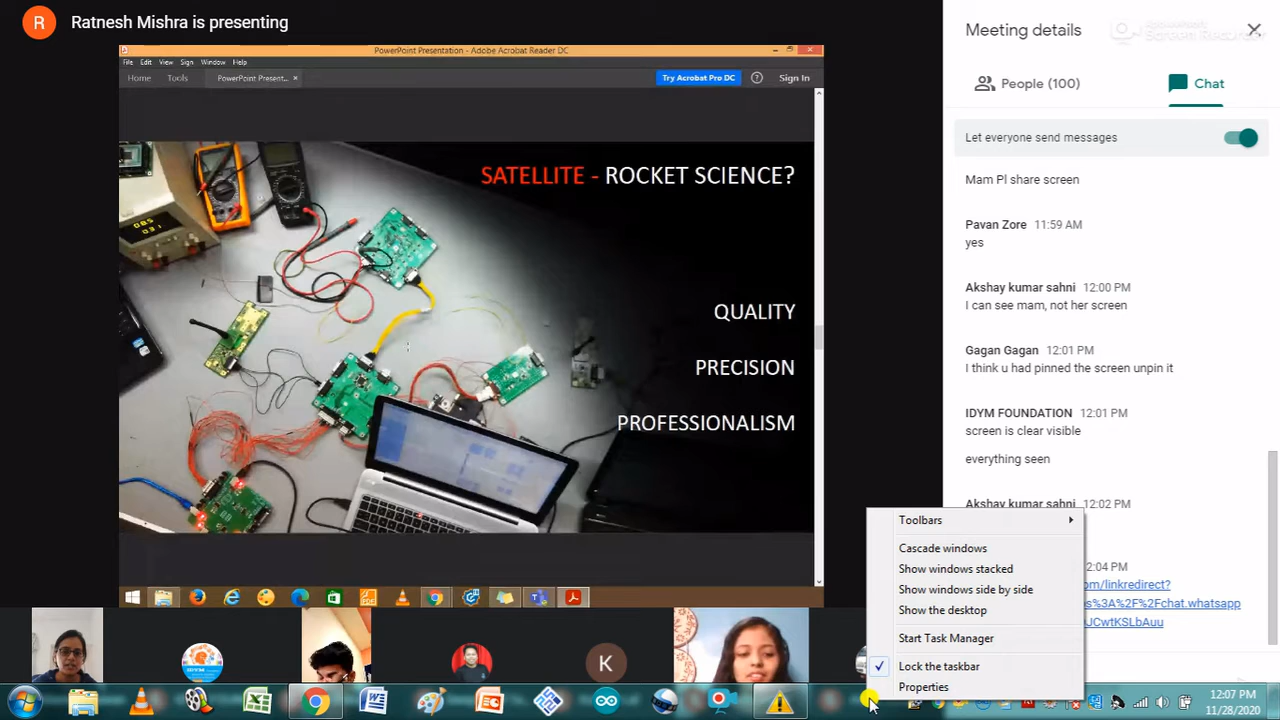 R
Ratnesh Mishra is presenting
PowerPoint Presentation - Adobe Acrobat Reader DC
File Edit View Sign Window Help
Home Tools PowerPoint Present... ×
Try Acrobat Pro DC
Sign In
SATELLITE - ROCKET SCIENCE?
QUALITY
PRECISION
PROFESSIONALISM
Meeting details
People (100)
Chat
Let everyone send messages
Mam Pl share screen
Pavan Zore 11:59 AM
yes
Akshay kumar sahni 12:00 PM
I can see mam, not her screen
Gagan Gagan 12:01 PM
I think u had pinned the screen unpin it
IDYM FOUNDATION 12:01 PM
screen is clear visible
everything seen
Akshay kumar sahni 12:02 PM
2:04 PM
om/linkredirect?
s%3A%2F%2Fchat.whatsapp
UCwtKSLbAuu
Toolbars
Cascade windows
Show windows stacked
Show windows side by side
Show the desktop
Start Task Manager
Lock the taskbar
Properties
K
12:07 PM
11/28/2020